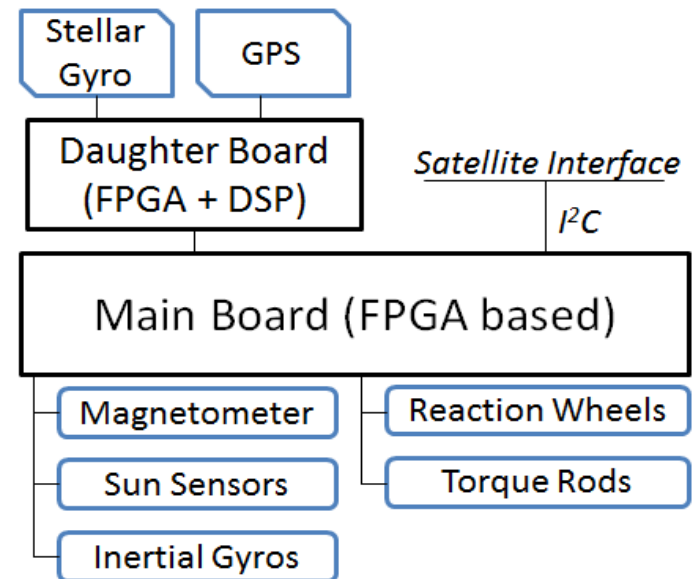 Stellar
Gyro
GPS
Daughter Board
(FPGA + DSP)
Satellite Interface
I²C
Main Board (FPGA based)
Magnetometer
Reaction Wheels
Sun Sensors
Torque Rods
Inertial Gyros